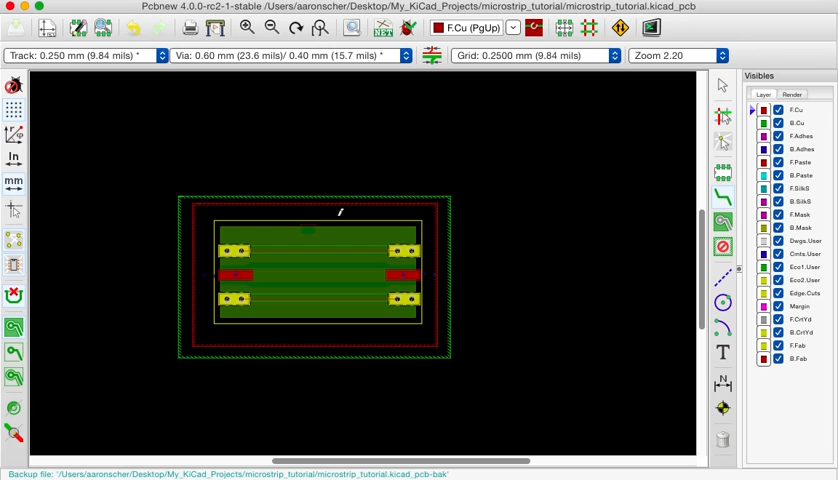 Pcbnew 4.0.0-rc2-1-stable /Users/aaronscher/Desktop/My_KiCad_Projects/microstrip_tutorial/microstrip_tutorial.kicad_pcb
NET
F.Cu (PgUp)
Track: 0.250 mm (9.84 mils) *
Via: 0.60 mm (23.6 mils)/ 0.40 mm (15.7 mils) *
Grid: 0.2500 mm (9.84 mils)
Zoom 2.20
In
mm
T
N
Visibles
Layer
Render
F.Cu
B.Cu
F.Adhes
B.Adhes
F.Paste
B.Paste
F.SilkS
B.SilkS
F.Mask
B.Mask
Dwgs.User
Cmts.User
Eco1.User
Eco2.User
Edge.Cuts
Margin
F.CrtYd
B.CrtYd
F.Fab
B.Fab
Backup file: '/Users/aaronscher/Desktop/My_KiCad_Projects/microstrip_tutorial/microstrip_tutorial.kicad_pcb-bak'